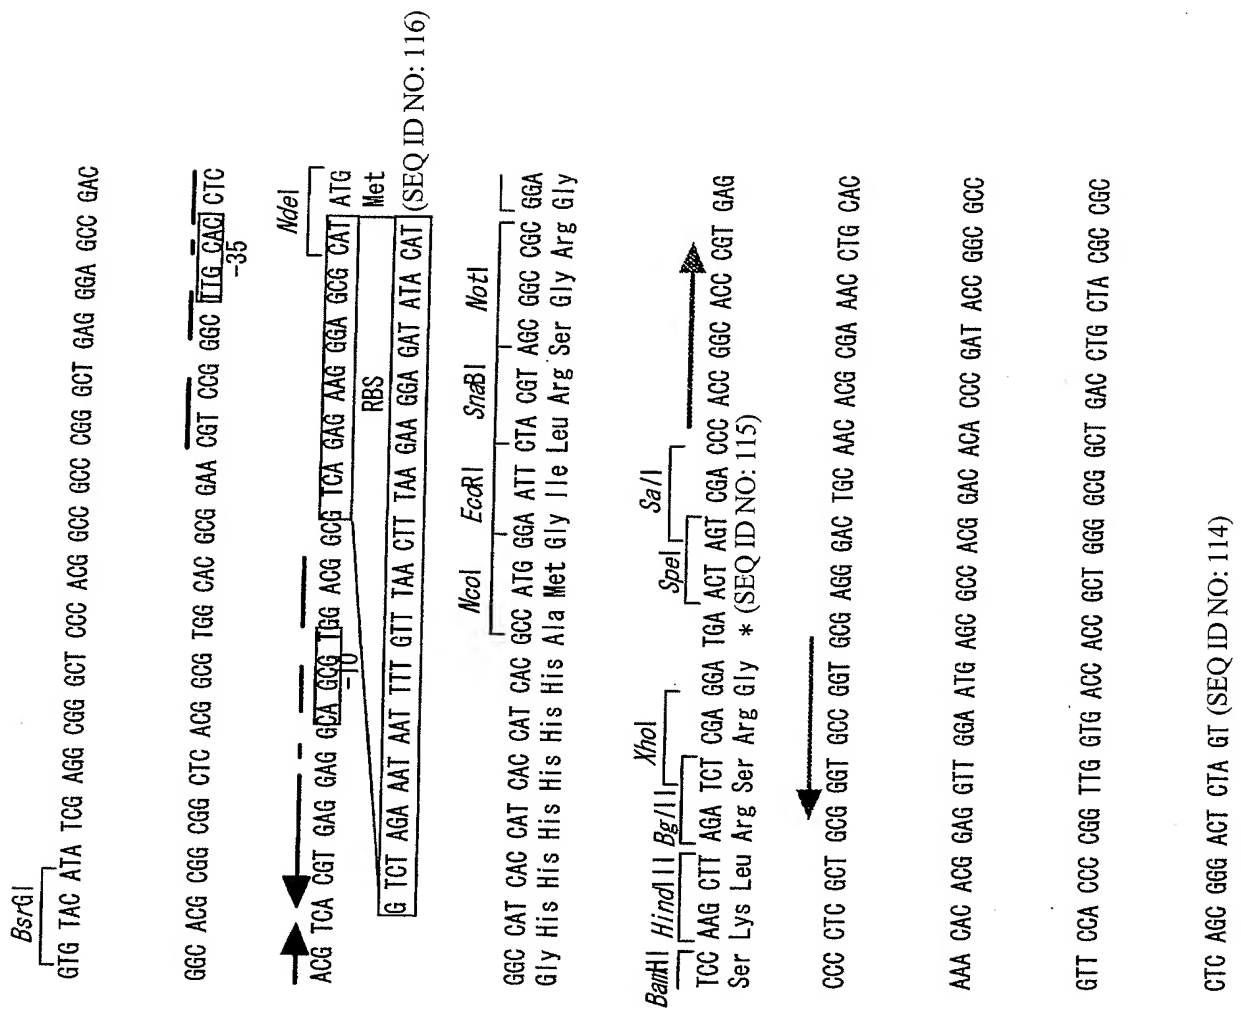 BsrGI
GTG TAC ATA TCG AGG CGG GCT CCC ACG GCC GCC CGG GCT GAG GGA GCC GAC
GGC ACG CGG CGG CTC ACG GCG TGG CAC GCG GAA CGT CCG GGC TTG CAC CTC
-35
NdeI
ACG TCA CGT GAG GAG GCA GCG TGG ACG GCG TCA GAG AAG GGA GCG CAT ATG
-10
RBS
Met
G TCT AGA AAT AAT TTT GTT TAA CTT TAA GAA GGA GAT ATA CAT
(SEQ ID NO: 116)
NcoI EcoRI SnaBI NotI
GGC CAT CAC CAT CAC CAT CAC GCC ATG GGA ATT CTA CGT AGC GGC CGC GGA
Gly His His His His His His Ala Met Gly Ile Leu Arg Ser Gly Arg Gly
BamHI HindIII BglII XhoI SpeI SalI
TCC AAG CTT AGA TCT CGA GGA TGA ACT AGT CGA CCC ACC GGC ACC CGT GAG
Ser Lys Leu Arg Ser Arg Gly * (SEQ ID NO: 115)
CCC CTC GCT GCG GGT GCC GGT GCG AGG GAC TGC AAC ACG CGA AAC CTG CAC
AAA CAC ACG GAG GTT GGA ATG AGC GCC ACG GAC ACA CCC GAT ACC GGC GCC
GTT CCA CCC CGG TTG GTG ACC ACC GCT GGG GCG GCT GAC CTG CTA CGC CGC
CTC AGC GGG ACT CTA GT (SEQ ID NO: 114)